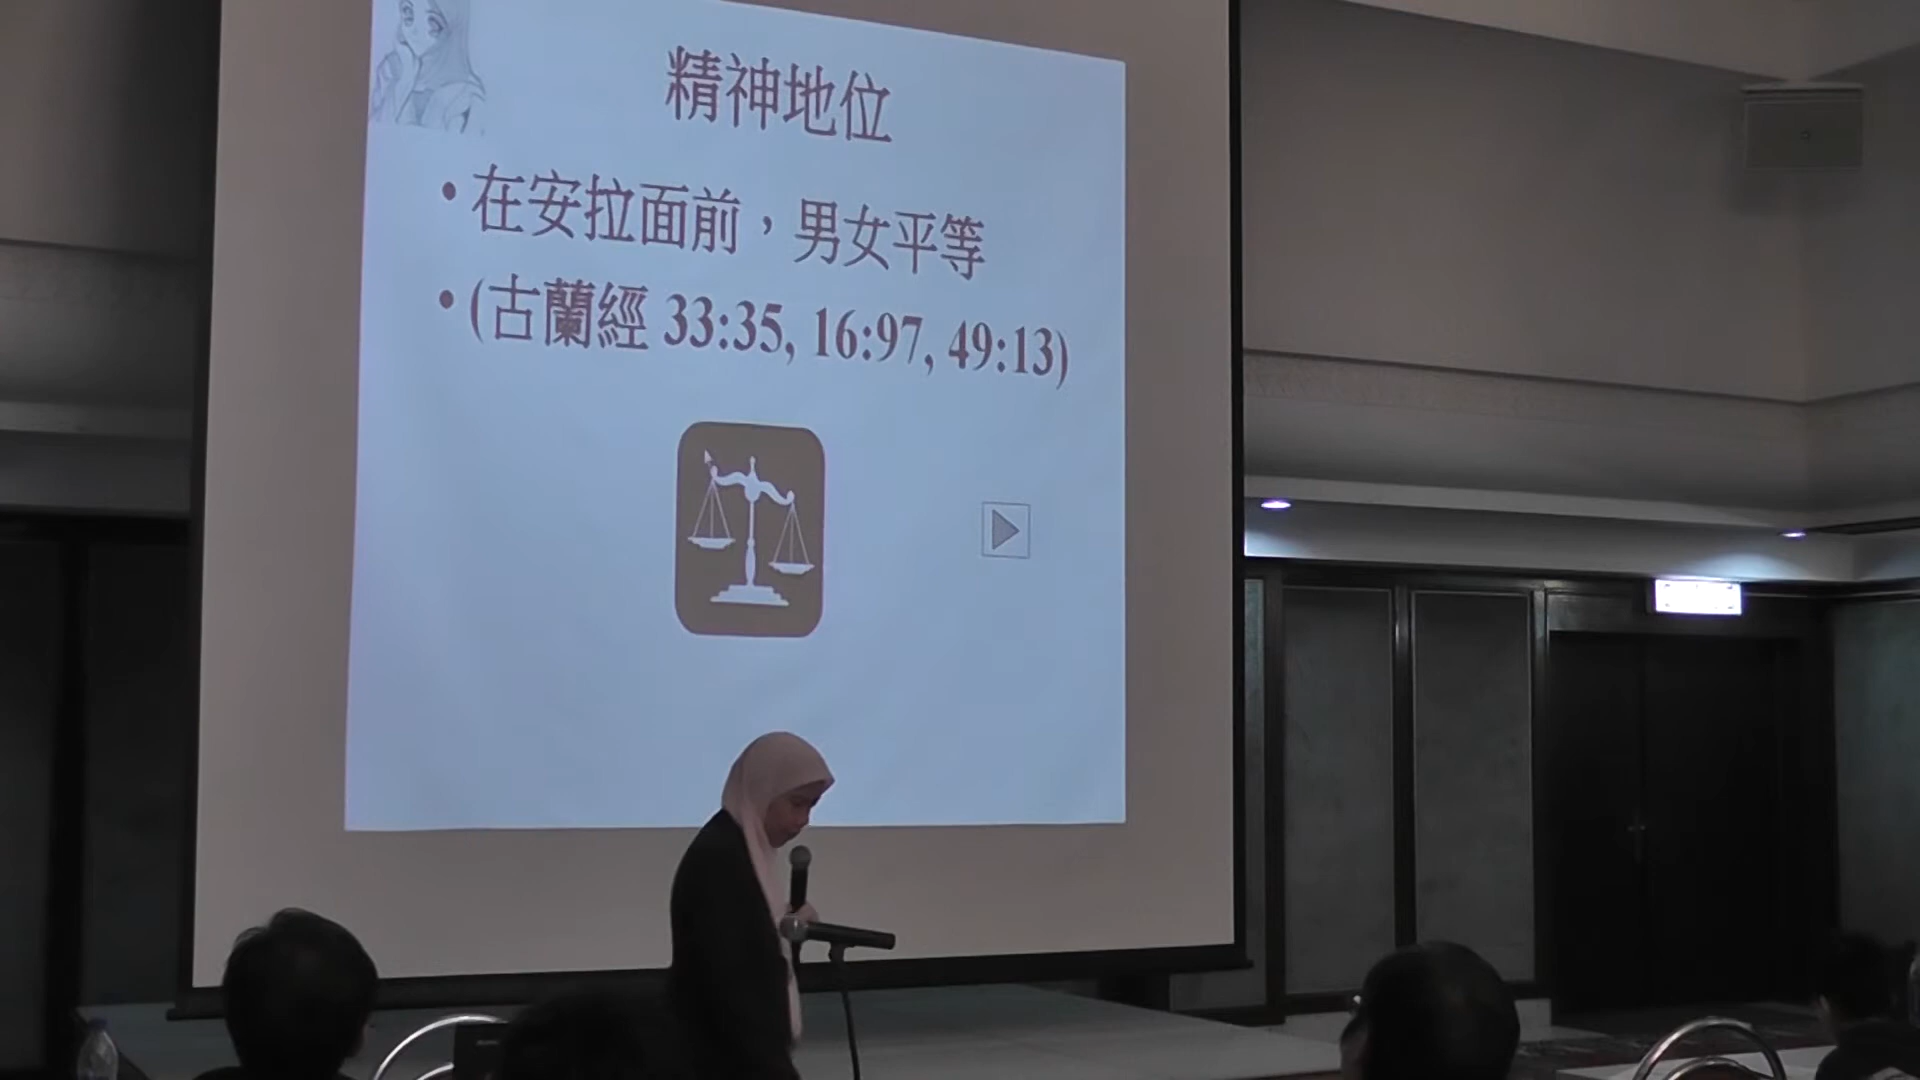 精神地位
• 在安拉面前，男女平等
• (古蘭經 33:35, 16:97, 49:13)